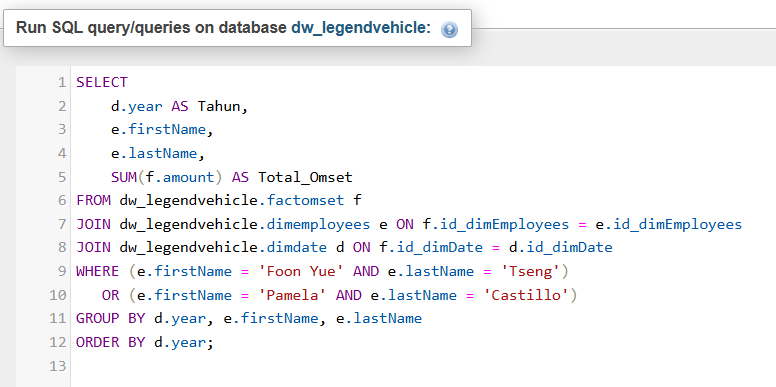 Run SQL query/queries on database dw_legendvehicle:
1 SELECT
2     d.year AS Tahun,
3     e.firstName,
4     e.lastName,
5     SUM(f.amount) AS Total_Omset
6 FROM dw_legendvehicle.factomset f
7 JOIN dw_legendvehicle.dimemployees e ON f.id_dimEmployees = e.id_dimEmployees
8 JOIN dw_legendvehicle.dimdate d ON f.id_dimDate = d.id_dimDate
9 WHERE (e.firstName = 'Foon Yue' AND e.lastName = 'Tseng')
10    OR (e.firstName = 'Pamela' AND e.lastName = 'Castillo')
11 GROUP BY d.year, e.firstName, e.lastName
12 ORDER BY d.year;
13